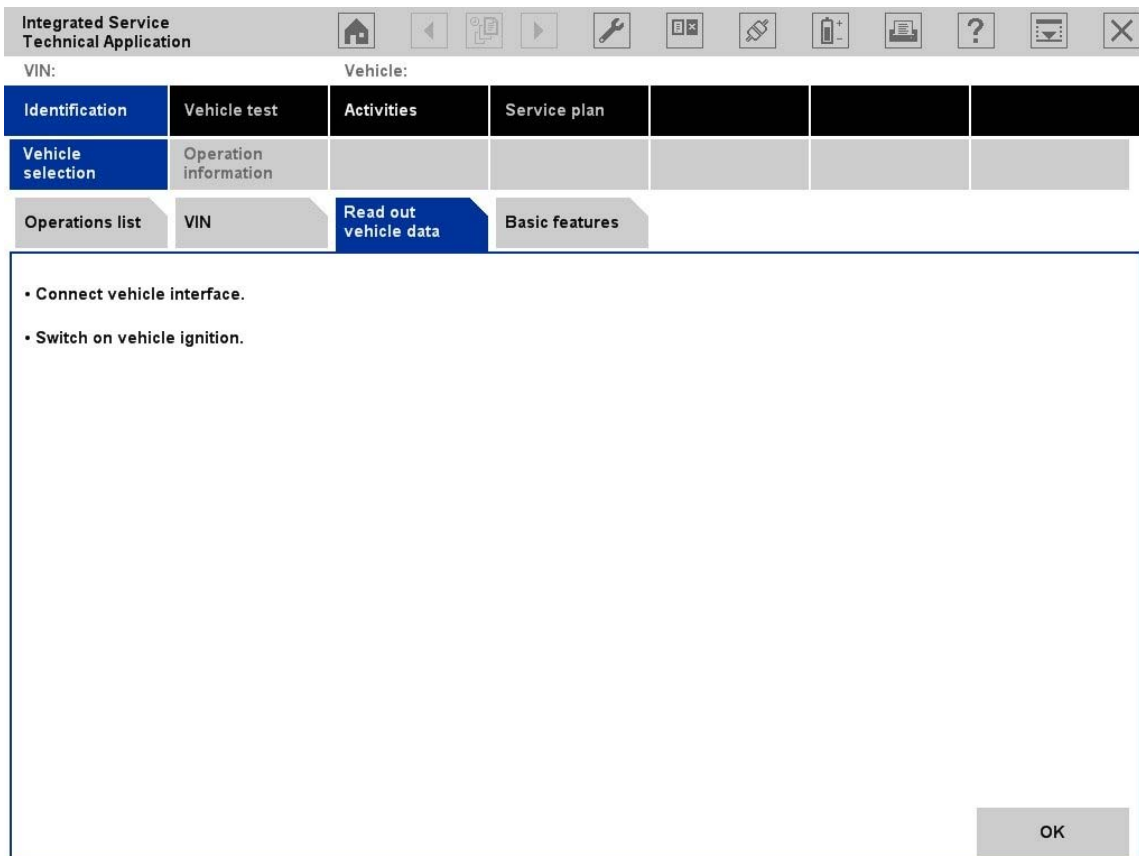 Integrated Service
Technical Application
?
VIN:
Vehicle:
Identification
Vehicle test
Activities
Service plan
Vehicle
selection
Operation
information
Operations list
VIN
Read out
vehicle data
Basic features
• Connect vehicle interface.
• Switch on vehicle ignition.
OK